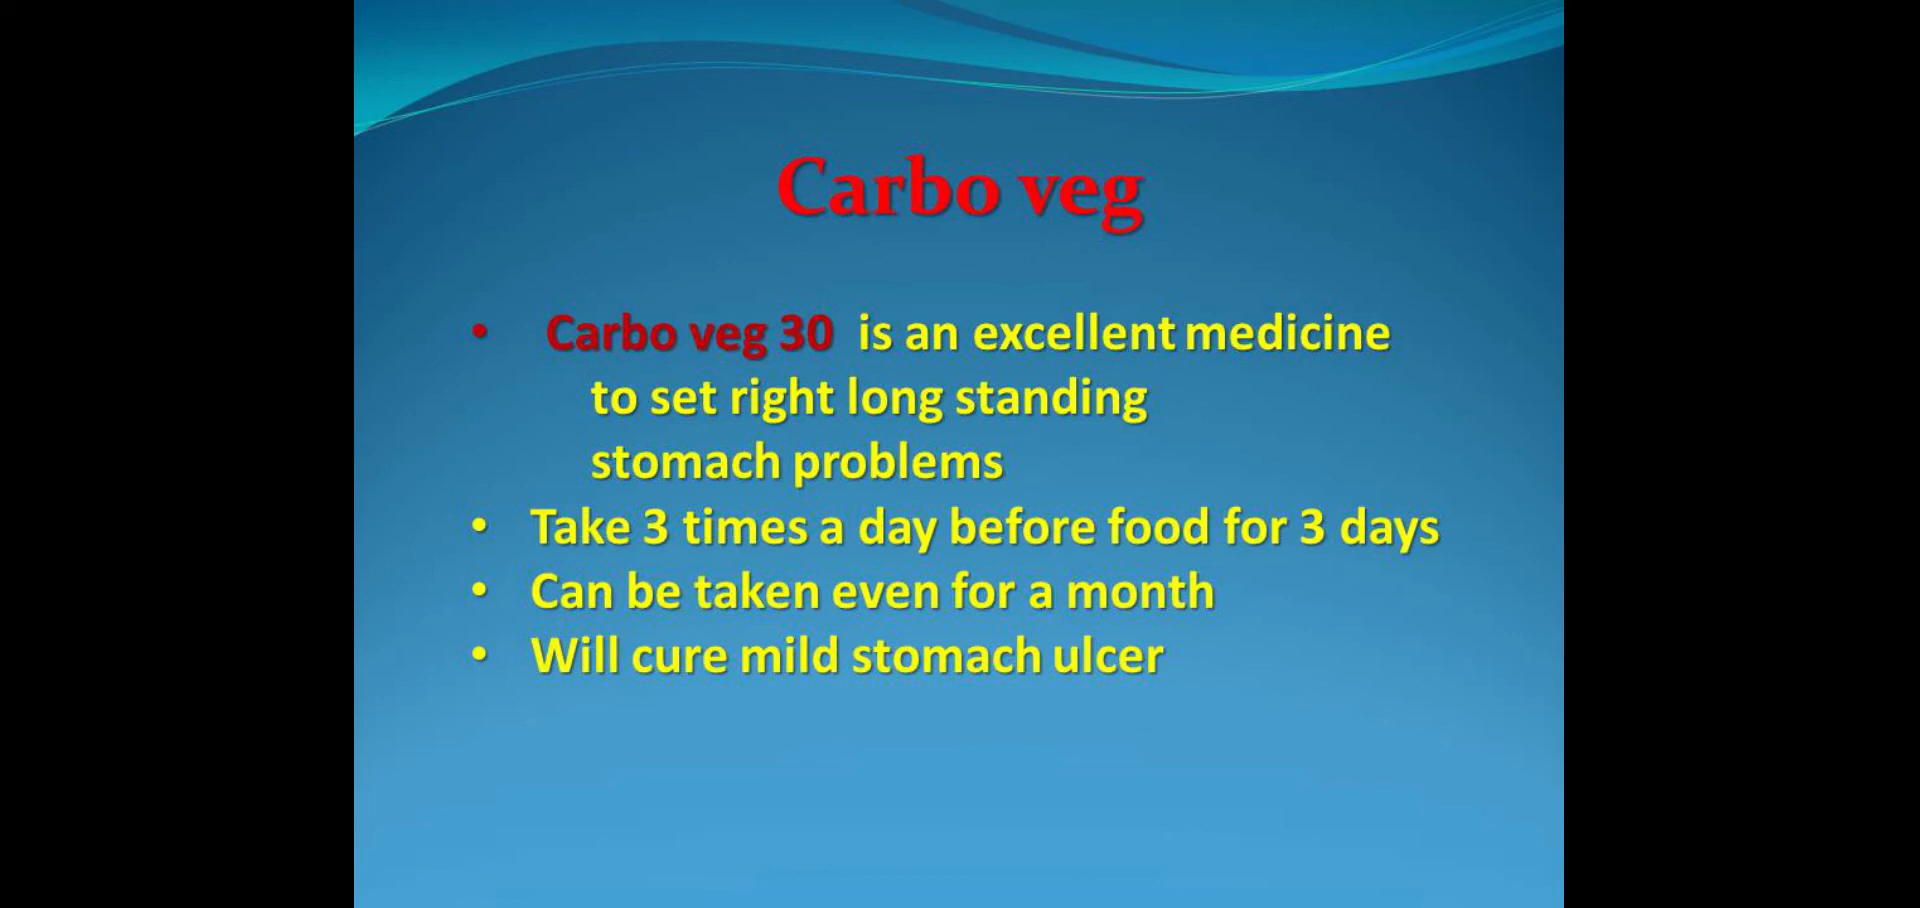 Carbo veg
• Carbo veg 30 is an excellent medicine
to set right long standing
stomach problems
• Take 3 times a day before food for 3 days
• Can be taken even for a month
• Will cure mild stomach ulcer